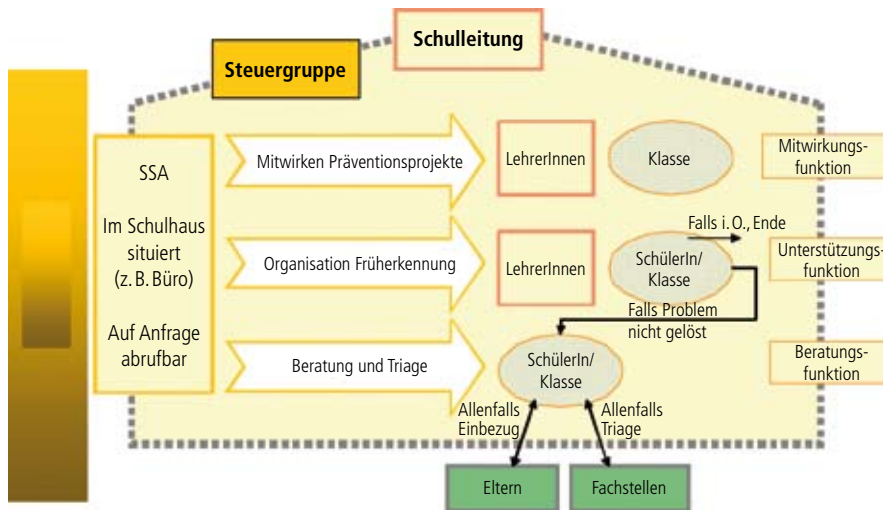 Schulleitung
Steuergruppe
SSA
Im Schulhaus
situiert
(z. B. Büro)
Auf Anfrage
abrufbar
Mitwirken Präventionsprojekte
LehrerInnen
Klasse
Mitwirkungs-
funktion
Organisation Früherkennung
LehrerInnen
SchülerIn/
Klasse
Falls i. O., Ende
Unterstützungs-
funktion
Falls Problem
nicht gelöst
Beratung und Triage
SchülerIn/
Klasse
Beratungs-
funktion
Allenfalls
Einbezug
Allenfalls
Triage
Eltern
Fachstellen